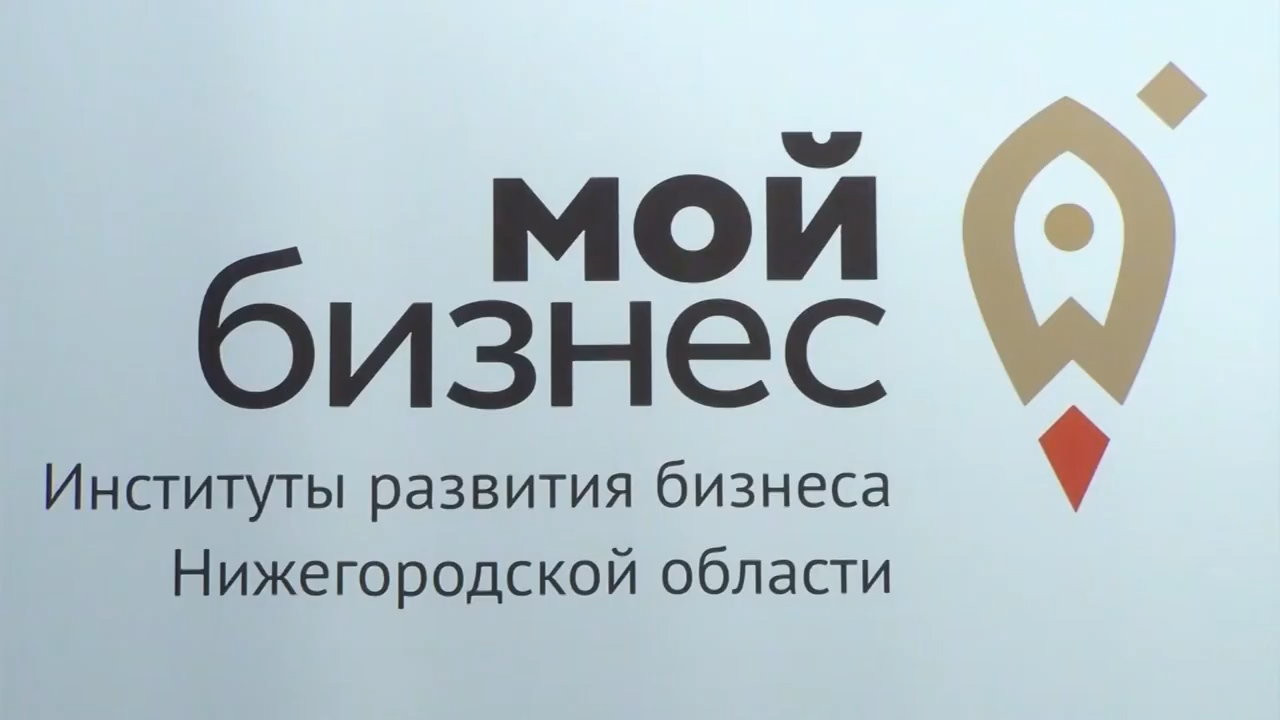 мой
бизнес
Институты развития бизнеса
Нижегородской области